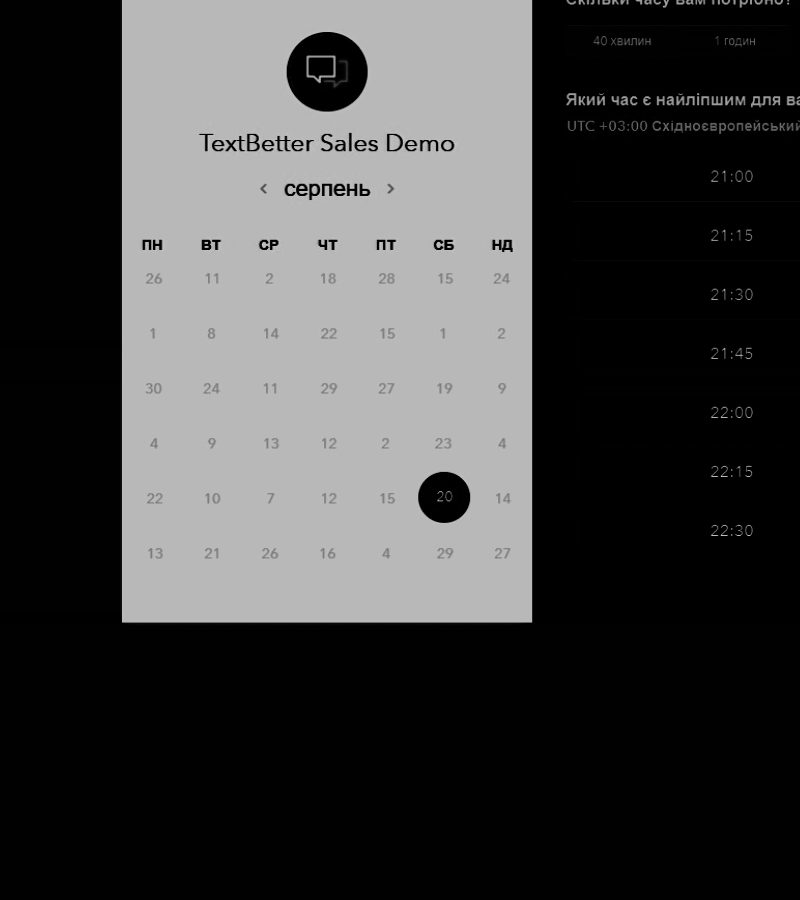 TextBetter Sales Demo
серпень
ПН ВТ СР ЧТ ПТ СБ НД
26 11 2 18 28 15 24
1 8 14 22 15 1 2
30 24 11 29 27 19 9
4 9 13 12 2 23 4
22 10 7 12 15 20 14
13 21 26 16 4 29 27
Скільки часу вам потрібно?
40 хвилин 1 годин
Який час є найліпшим для ва
UTC +03:00 Східноєвропейський
21:00
21:15
21:30
21:45
22:00
22:15
22:30